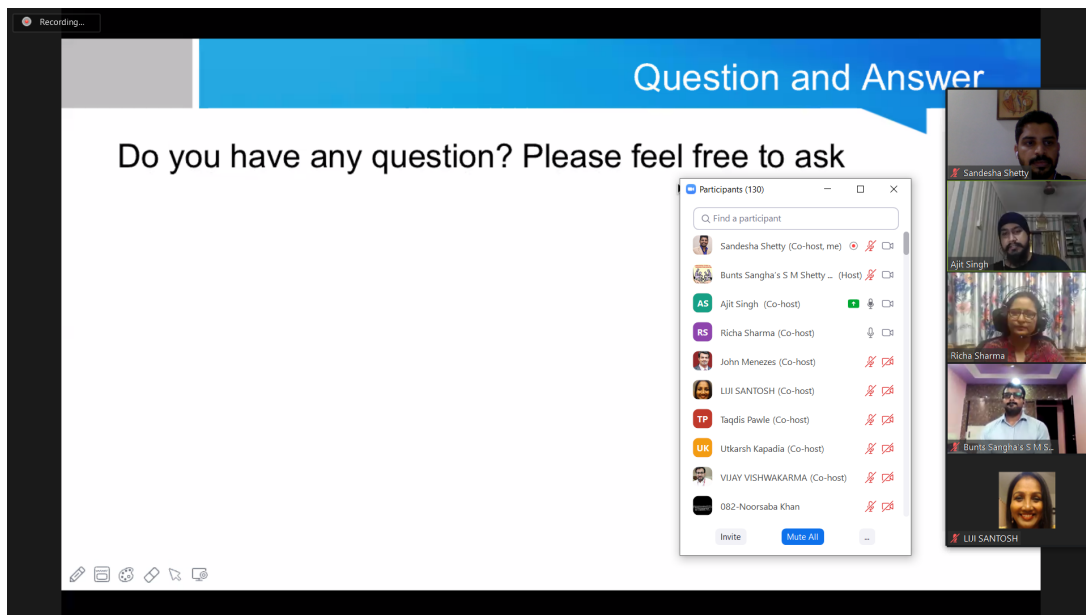 Recording...
Question and Answer
Do you have any question? Please feel free to ask
Participants (130)
Find a participant
Sandesha Shetty (Co-host, me)
Bunts Sangha's S M Shetty ... (Host)
AS Ajit Singh (Co-host)
RS Richa Sharma (Co-host)
John Menezes (Co-host)
LIJI SANTOSH (Co-host)
TP Taqdis Pawle (Co-host)
UK Utkarsh Kapadia (Co-host)
VIJAY VISHWAKARMA (Co-host)
082-Noorsaba Khan
Invite Mute All ...
Sandesha Shetty
Ajit Singh
Richa Sharma
Bunts Sangha's S M S...
LIJI SANTOSH